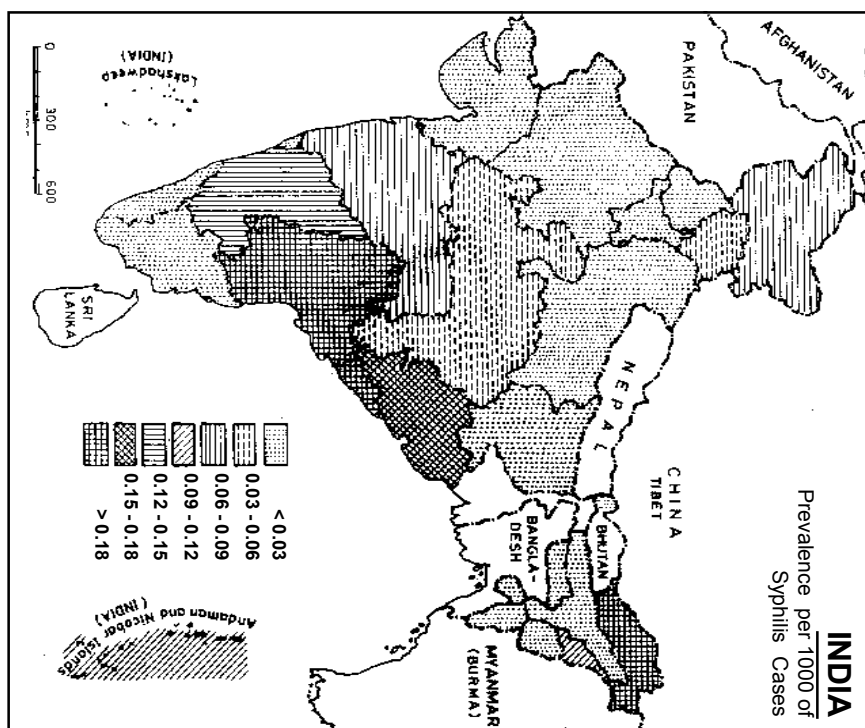 INDIA
Prevalence per 1000 of
Syphilis Cases
AFGHANISTAN
PAKISTAN
CHINA
TIBET
NEPAL
BHUTAN
BANGLA-
DESH
MYANMAR
(BURMA)
SRI
LANKA
Lakshadweep
(INDIA)
0 300 600
< 0.03
0.03 - 0.06
0.06 - 0.09
0.09 - 0.12
0.12 - 0.15
0.15 - 0.18
> 0.18
Andaman and Nicobar Islands
(INDIA)